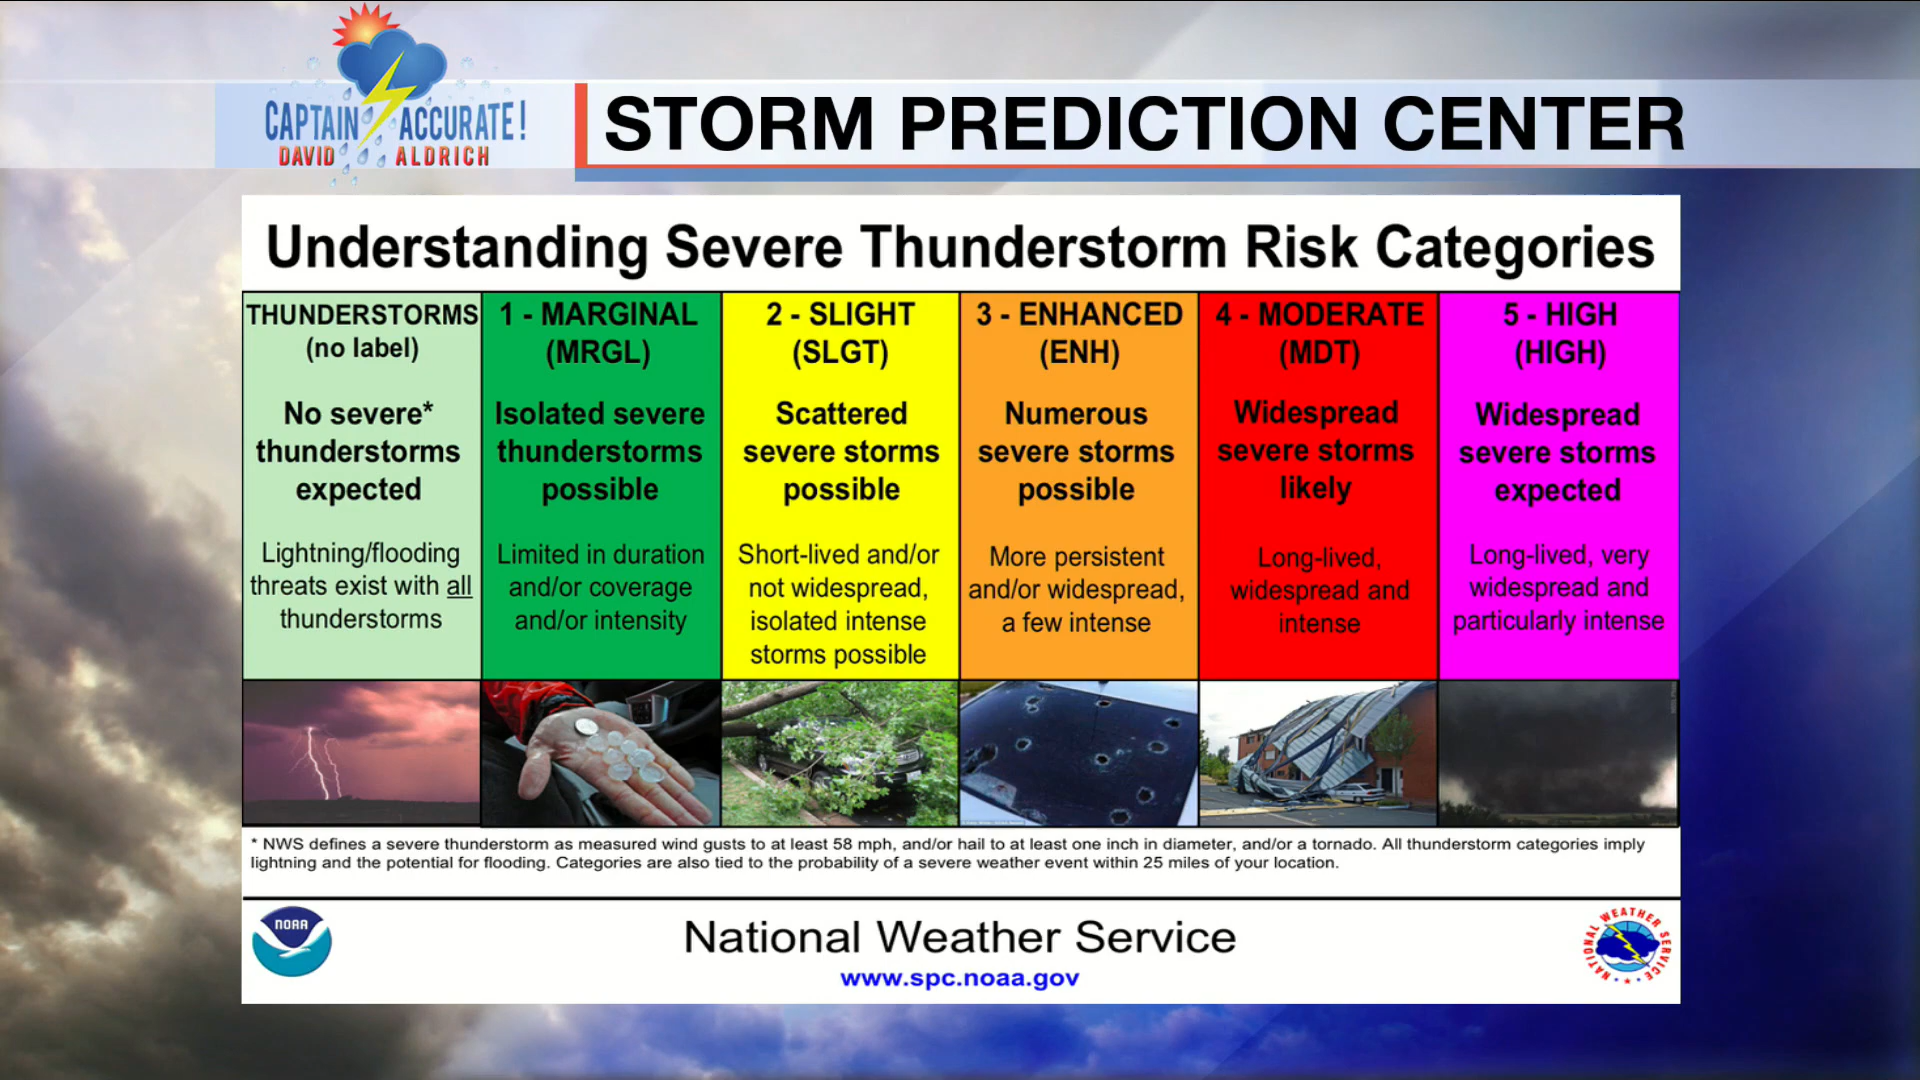 CAPTAIN ACCURATE!
DAVID ALDRICH
STORM PREDICTION CENTER
Understanding Severe Thunderstorm Risk Categories
THUNDERSTORMS
(no label)
No severe*
thunderstorms
expected
Lightning/flooding
threats exist with all
thunderstorms
1 - MARGINAL
(MRGL)
Isolated severe
thunderstorms
possible
Limited in duration
and/or coverage
and/or intensity
2 - SLIGHT
(SLGT)
Scattered
severe storms
possible
Short-lived and/or
not widespread,
isolated intense
storms possible
3 - ENHANCED
(ENH)
Numerous
severe storms
possible
More persistent
and/or widespread,
a few intense
4 - MODERATE
(MDT)
Widespread
severe storms
likely
Long-lived,
widespread and
intense
5 - HIGH
(HIGH)
Widespread
severe storms
expected
Long-lived, very
widespread and
particularly intense
* NWS defines a severe thunderstorm as measured wind gusts to at least 58 mph, and/or hail to at least one inch in diameter, and/or a tornado. All thunderstorm categories imply
lightning and the potential for flooding. Categories are also tied to the probability of a severe weather event within 25 miles of your location.
NOAA
National Weather Service
www.spc.noaa.gov
NATIONAL WEATHER SERVICE